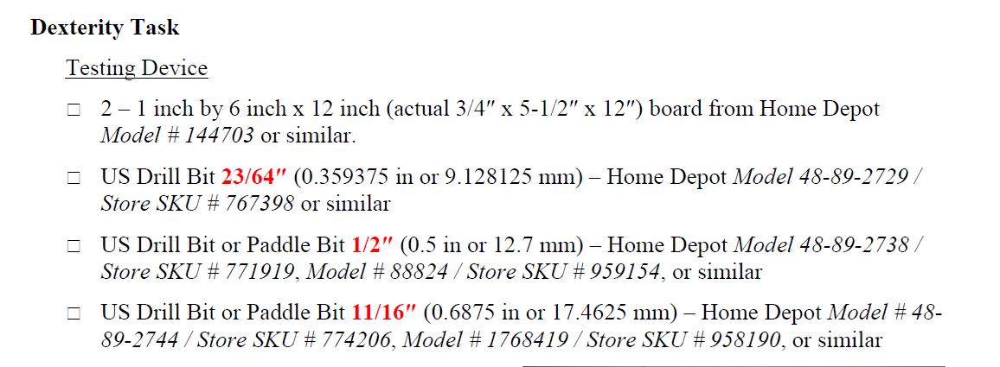 Dexterity Task
Testing Device
□ 2 – 1 inch by 6 inch x 12 inch (actual 3/4″ x 5-1/2″ x 12″) board from Home Depot
Model # 144703 or similar.
□ US Drill Bit 23/64″ (0.359375 in or 9.128125 mm) – Home Depot Model 48-89-2729 /
Store SKU # 767398 or similar
□ US Drill Bit or Paddle Bit 1/2″ (0.5 in or 12.7 mm) – Home Depot Model 48-89-2738 /
Store SKU # 771919, Model # 88824 / Store SKU # 959154, or similar
□ US Drill Bit or Paddle Bit 11/16″ (0.6875 in or 17.4625 mm) – Home Depot Model # 48-
89-2744 / Store SKU # 774206, Model # 1768419 / Store SKU # 958190, or similar